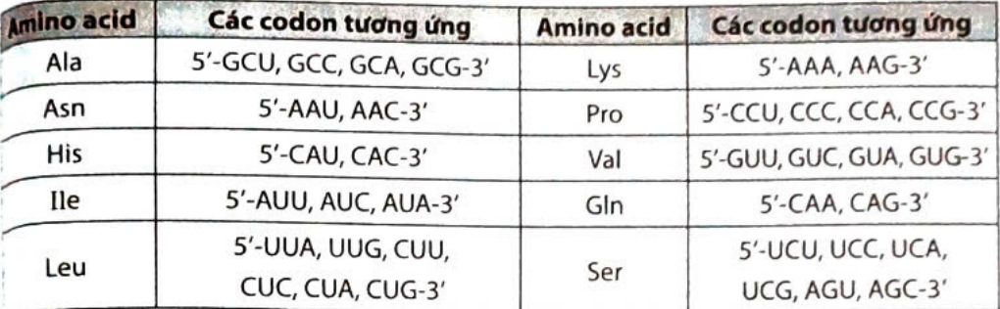 Amino acid Các codon tương ứng Amino acid Các codon tương ứng
Ala 5'-GCU, GCC, GCA, GCG-3' Lys 5'-AAA, AAG-3'
Asn 5'-AAU, AAC-3' Pro 5'-CCU, CCC, CCA, CCG-3'
His 5'-CAU, CAC-3' Val 5'-GUU, GUC, GUA, GUG-3'
Ile 5'-AUU, AUC, AUA-3' Gln 5'-CAA, CAG-3'
Leu 5'-UUA, UUG, CUU, CUC, CUA, CUG-3' Ser 5'-UCU, UCC, UCA, UCG, AGU, AGC-3'